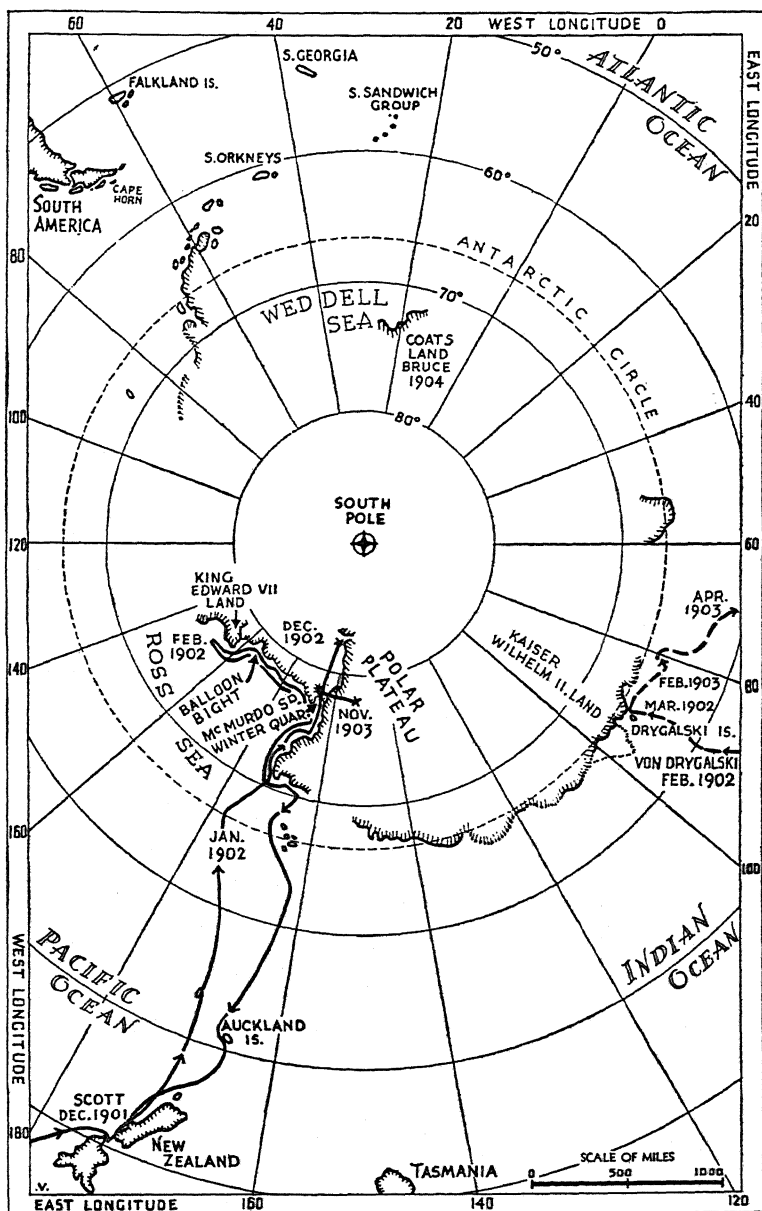 60
40
20
WEST LONGITUDE
0
EAST LONGITUDE
S.GEORGIA
50°
ATLANTIC
OCEAN
FALKLAND IS.
S. SANDWICH
GROUP
S.ORKNEYS
60°
CAPE
HORN
SOUTH
AMERICA
20
80
ANTARCTIC
CIRCLE
70°
WEDDELL
SEA
COATS
LAND
BRUCE
1904
40
100
80°
SOUTH
POLE
120
60
KING
EDWARD VII
LAND
DEC.
1902
APR.
1903
FEB.
1902
ROSS
SEA
BALLOON
BIGHT
POLAR
PLATEAU
KAISER
WILHELM II. LAND
140
80
FEB.1903
MCMURDO SD.
WINTER QUAR.
NOV.
1903
MAR.1902
DRYGALSKI IS.
VON DRYGALSKI
FEB.1902
JAN.
1902
160
100
PACIFIC
OCEAN
INDIAN
OCEAN
WEST LONGITUDE
AUCKLAND
IS.
SCOTT
DEC.1901
180
NEW
ZEALAND
TASMANIA
SCALE OF MILES
0 500 1000
.V.
EAST LONGITUDE
160
140
120